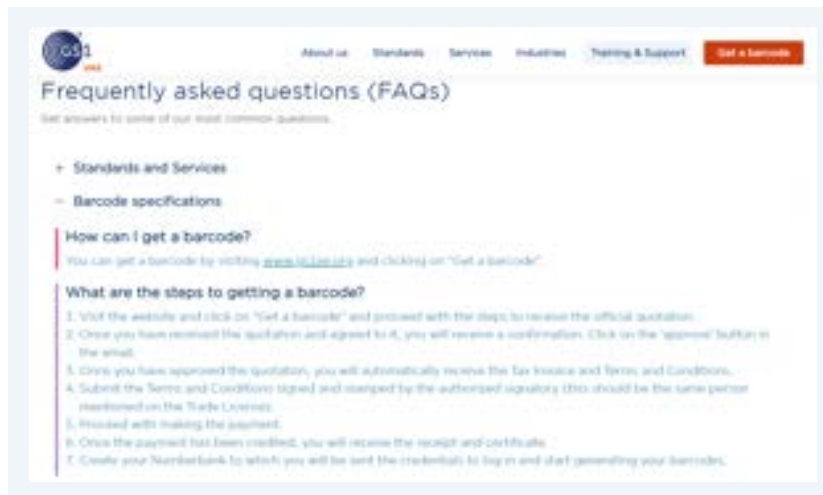 GS1
UAE
About us Standards Services Industries Training & Support Get a barcode
Frequently asked questions (FAQs)
Get answers to some of our most common questions.
+ Standards and Services
− Barcode specifications
How can I get a barcode?
You can get a barcode by visiting www.gs1ae.org and clicking on "Get a barcode".
What are the steps to getting a barcode?
1. Visit the website and click on "Get a barcode" and proceed with the steps to receive the official quotation.
2. Once you have received the quotation and agreed to it, you will receive a confirmation. Click on the 'approve' button in
the email.
3. Once you have approved the quotation, you will automatically receive the Tax Invoice and Terms and Conditions.
4. Submit the Terms and Conditions signed and stamped by the authorized signatory (this should be the same person
mentioned on the Trade License).
5. Proceed with making the payment.
6. Once the payment has been credited, you will receive the receipt and certificate.
7. Create your Numberbank to which you will be sent the credentials to log in and start generating your barcodes.